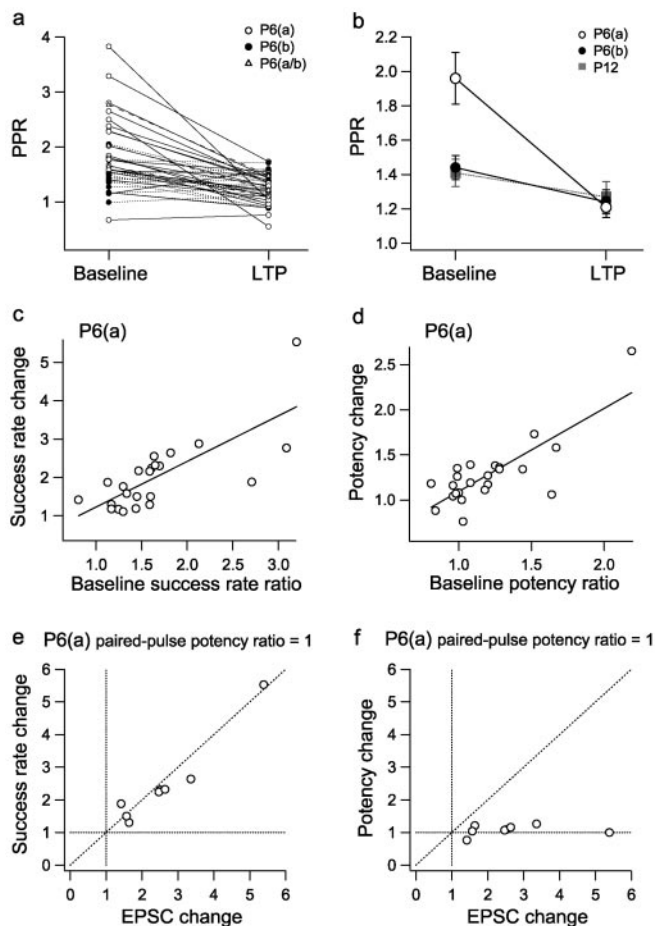 a
b
4
3
2
1
PPR
Baseline
LTP
P6(a)
P6(b)
P6(a/b)
2.2
2.0
1.8
1.6
1.4
1.2
1.0
PPR
Baseline
LTP
P6(a)
P6(b)
P12
c
P6(a)
5
4
3
2
1
Success rate change
1.0 1.5 2.0 2.5 3.0
Baseline success rate ratio
d
P6(a)
2.5
2.0
1.5
1.0
Potency change
1.0 1.5 2.0
Baseline potency ratio
e
P6(a) paired-pulse potency ratio = 1
6
5
4
3
2
1
0
Success rate change
0 1 2 3 4 5 6
EPSC change
f
P6(a) paired-pulse potency ratio = 1
6
5
4
3
2
1
0
Potency change
0 1 2 3 4 5 6
EPSC change